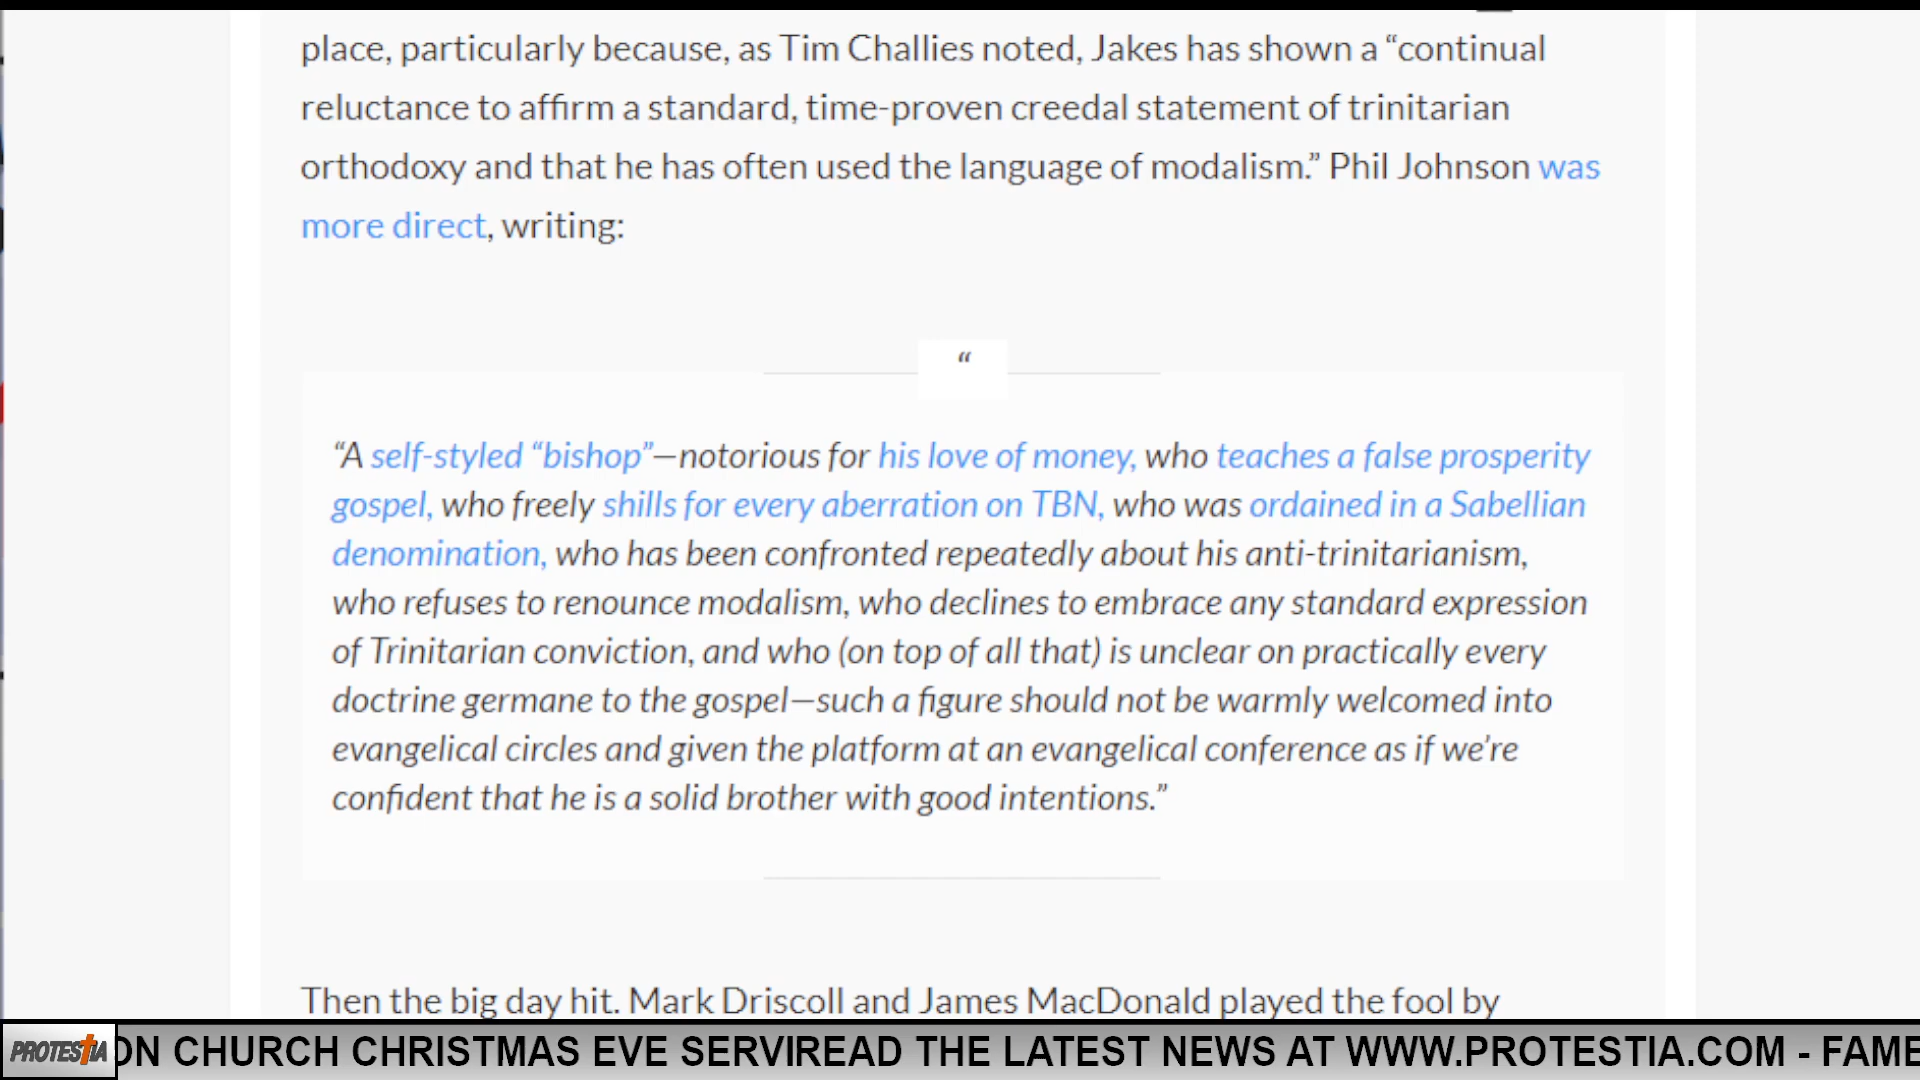 place, particularly because, as Tim Challies noted, Jakes has shown a “continual
reluctance to affirm a standard, time-proven creedal statement of trinitarian
orthodoxy and that he has often used the language of modalism.” Phil Johnson was
more direct, writing:
“
“A self-styled “bishop”—notorious for his love of money, who teaches a false prosperity
gospel, who freely shills for every aberration on TBN, who was ordained in a Sabellian
denomination, who has been confronted repeatedly about his anti-trinitarianism,
who refuses to renounce modalism, who declines to embrace any standard expression
of Trinitarian conviction, and who (on top of all that) is unclear on practically every
doctrine germane to the gospel—such a figure should not be warmly welcomed into
evangelical circles and given the platform at an evangelical conference as if we’re
confident that he is a solid brother with good intentions.”
Then the big day hit. Mark Driscoll and James MacDonald played the fool by
PROTESTIA ON CHURCH CHRISTMAS EVE SERVIREAD THE LATEST NEWS AT WWW.PROTESTIA.COM - FAME